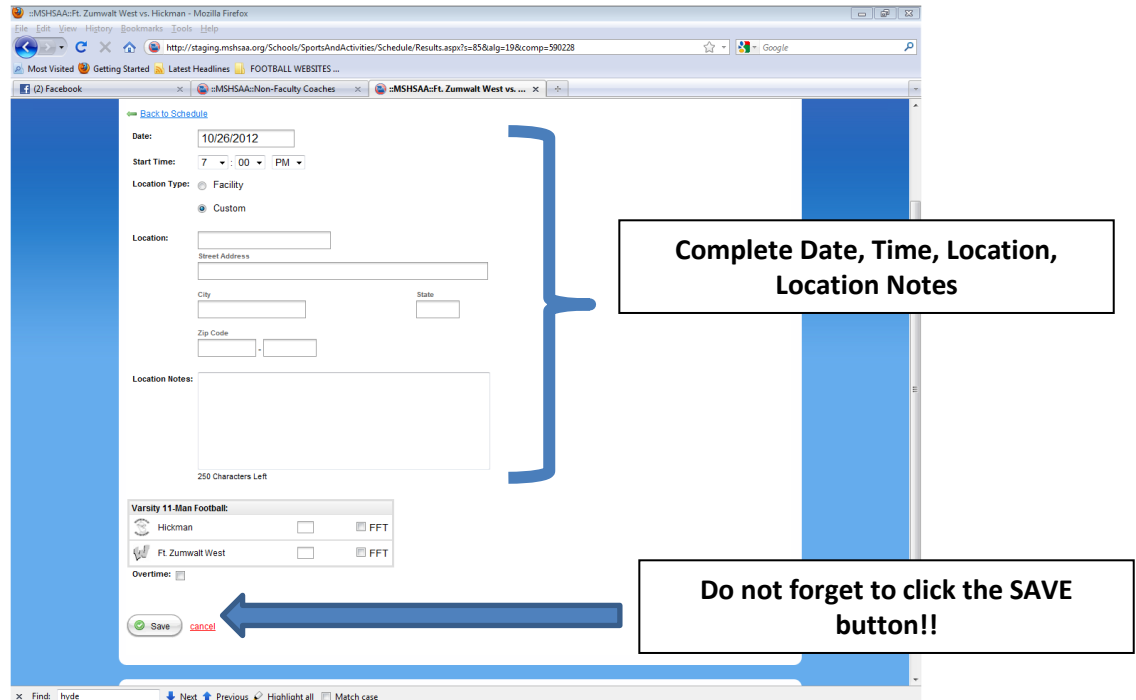 ::MSHSAA::Ft. Zumwalt West vs. Hickman - Mozilla Firefox
File Edit View History Bookmarks Tools Help
http://staging.mshsaa.org/Schools/SportsAndActivities/Schedule/Results.aspx?s=85&alg=19&comp=590228
Google
Most Visited Getting Started Latest Headlines FOOTBALL WEBSITES ...
(2) Facebook ::MSHSAA::Non-Faculty Coaches ::MSHSAA::Ft. Zumwalt West vs. ...
Back to Schedule
Date: 10/26/2012
Start Time: 7 : 00 PM
Location Type: Facility
Custom
Location:
Street Address
City State
Zip Code
-
Location Notes:
250 Characters Left
Complete Date, Time, Location,
Location Notes
Varsity 11-Man Football:
Hickman FFT
Ft. Zumwalt West FFT
Overtime:
Save cancel
Do not forget to click the SAVE
button!!
× Find: hyde Next Previous Highlight all Match case